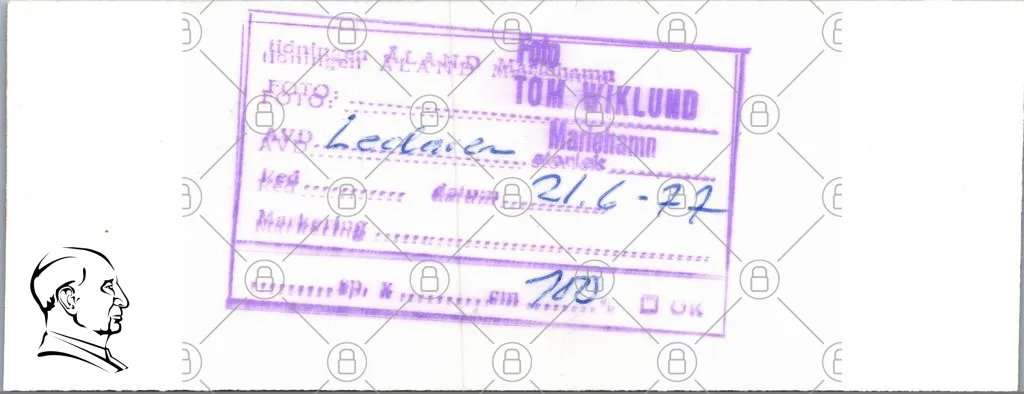 tidningen ÅLAND Mariehamn
Foto
FOTO: TOM WIKLUND
Mariehamn
AVD Ledaren storlek
Red datum 21.6-77
Marketing
sp. x cm 100 % OK